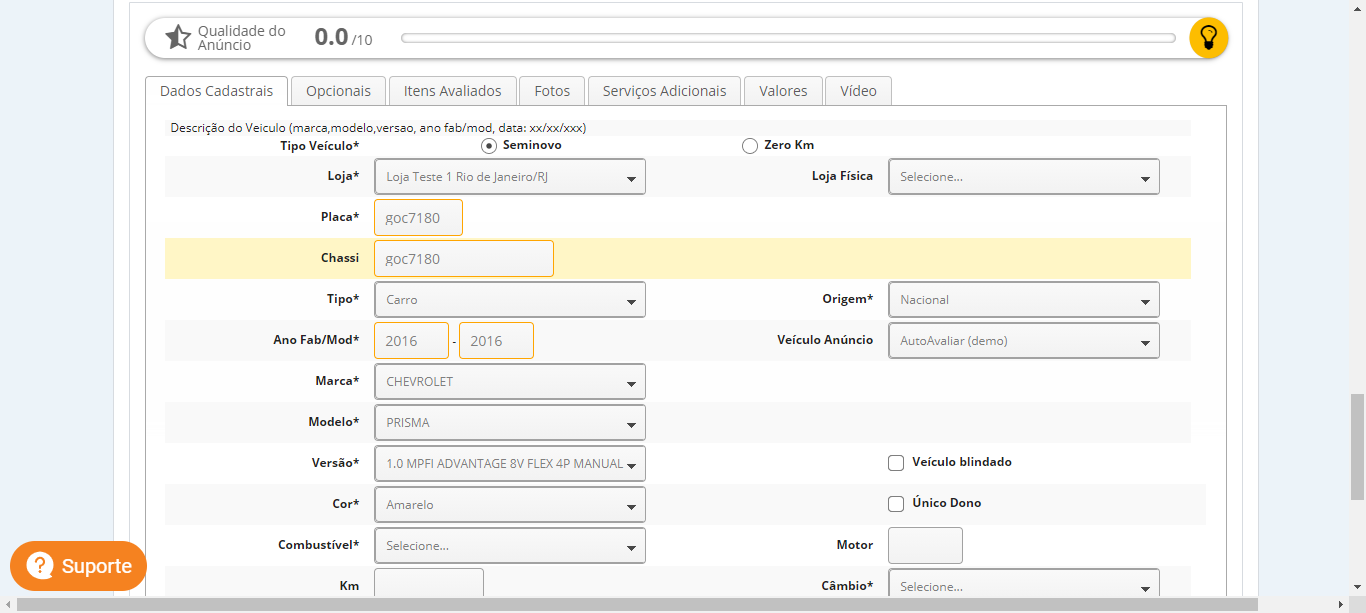 Qualidade do
Anúncio
0.0 /10
Dados Cadastrais Opcionais Itens Avaliados Fotos Serviços Adicionais Valores Vídeo
Descrição do Veiculo (marca,modelo,versao, ano fab/mod, data: xx/xx/xxx)
Tipo Veículo* Seminovo Zero Km
Loja* Loja Teste 1 Rio de Janeiro/RJ Loja Física Selecione...
Placa* goc7180
Chassi goc7180
Tipo* Carro Origem* Nacional
Ano Fab/Mod* 2016 - 2016 Veículo Anúncio AutoAvaliar (demo)
Marca* CHEVROLET
Modelo* PRISMA
Versão* 1.0 MPFI ADVANTAGE 8V FLEX 4P MANUAL Veículo blindado
Cor* Amarelo Único Dono
Combustível* Selecione... Motor
Km Câmbio* Selecione...
? Suporte